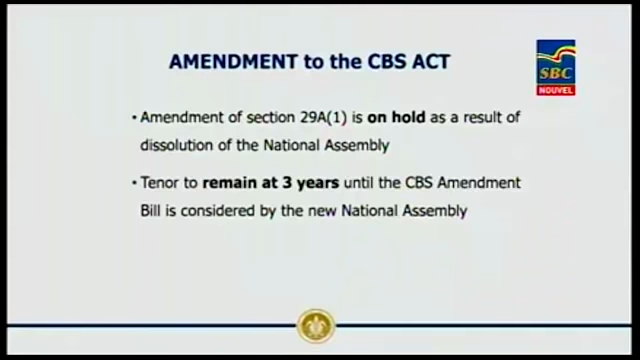 AMENDMENT to the CBS ACT
SBC
NOUVEL
• Amendment of section 29A(1) is on hold as a result of
dissolution of the National Assembly
• Tenor to remain at 3 years until the CBS Amendment
Bill is considered by the new National Assembly